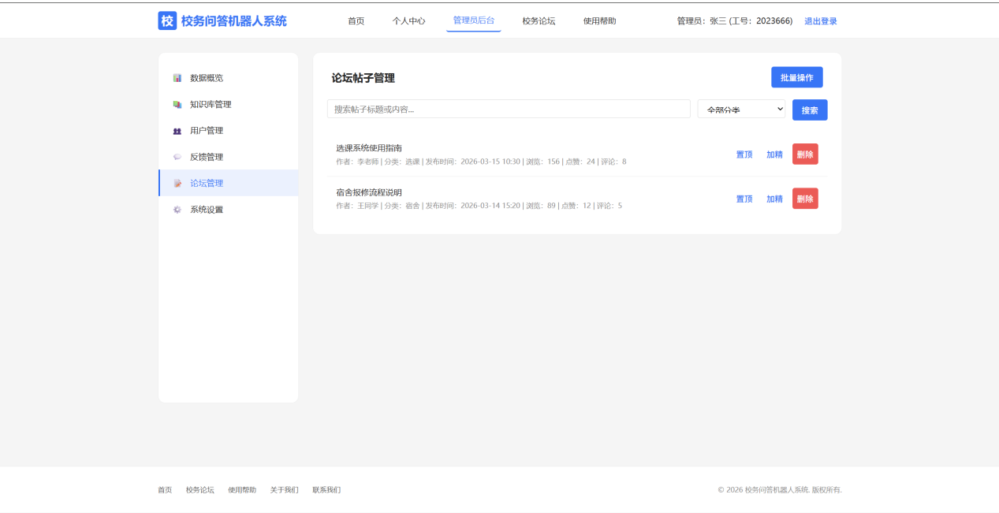 校 校务问答机器人系统 首页 个人中心 管理员后台 校务论坛 使用帮助 管理员：张三 (工号：2023666) 退出登录
数据概览
知识库管理
用户管理
反馈管理
论坛管理
系统设置
论坛帖子管理 批量操作
搜索帖子标题或内容... 全部分类 搜索
选课系统使用指南
作者：李老师 | 分类：选课 | 发布时间：2026-03-15 10:30 | 浏览：156 | 点赞：24 | 评论：8
置顶 加精 删除
宿舍报修流程说明
作者：王同学 | 分类：宿舍 | 发布时间：2026-03-14 15:20 | 浏览：89 | 点赞：12 | 评论：5
置顶 加精 删除
首页 校务论坛 使用帮助 关于我们 联系我们 © 2026 校务问答机器人系统. 版权所有.